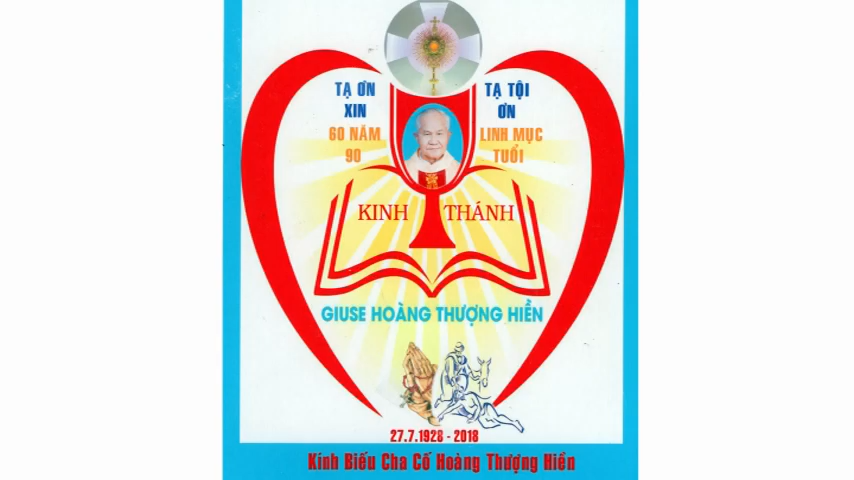 TẠ ƠN
XIN
60 NĂM
90
TẠ TỘI
ƠN
LINH MỤC
TUỔI
KINH THÁNH
GIUSE HOÀNG THƯỢNG HIỀN
27.7.1928 - 2018
Kính Biếu Cha Cố Hoàng Thượng Hiền